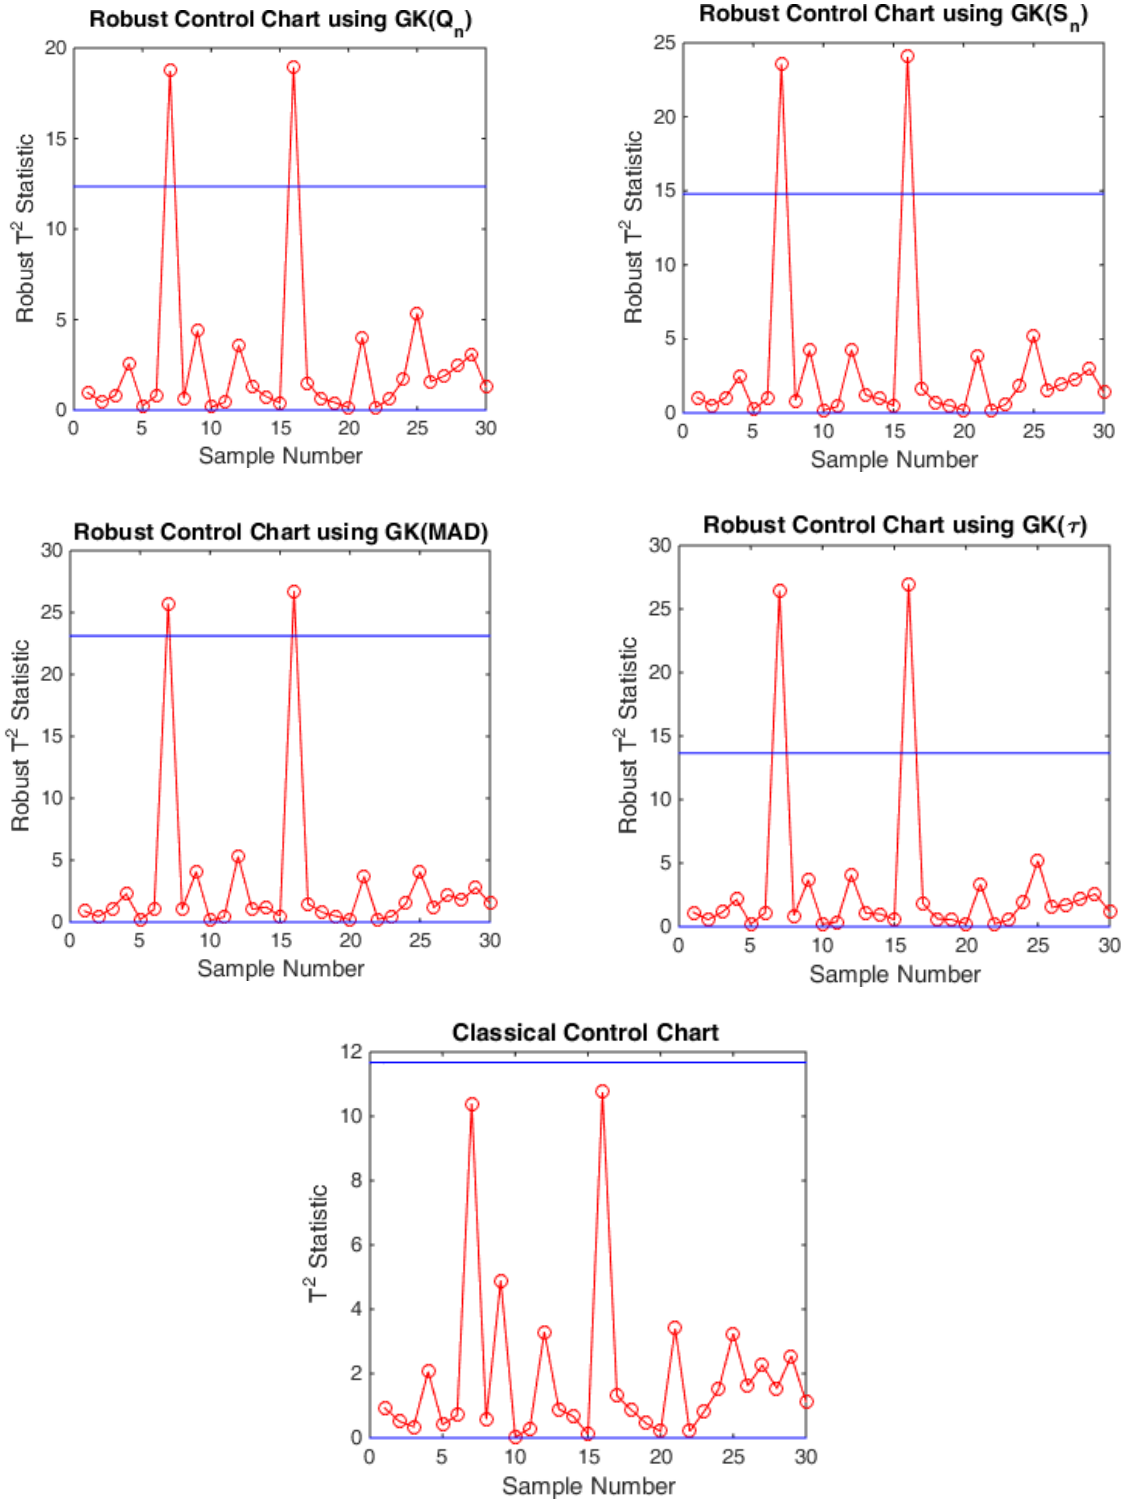 Robust Control Chart using GK(Qn)
20
15
10
5
0
Robust T2 Statistic
0 5 10 15 20 25 30
Sample Number
Robust Control Chart using GK(Sn)
25
20
15
10
5
0
Robust T2 Statistic
0 5 10 15 20 25 30
Sample Number
Robust Control Chart using GK(MAD)
30
25
20
15
10
5
0
Robust T2 Statistic
0 5 10 15 20 25 30
Sample Number
Robust Control Chart using GK(τ)
30
25
20
15
10
5
0
Robust T2 Statistic
0 5 10 15 20 25 30
Sample Number
Classical Control Chart
12
10
8
6
4
2
0
T2 Statistic
0 5 10 15 20 25 30
Sample Number